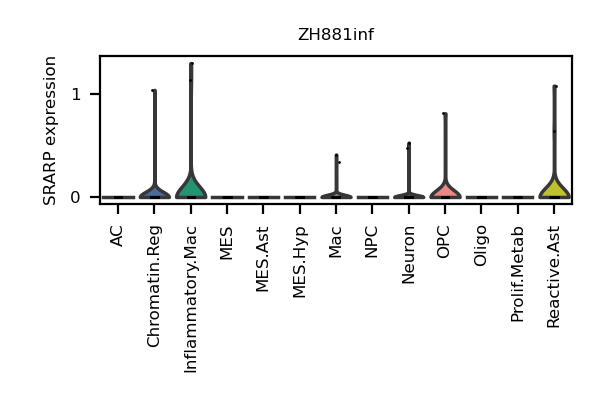 ZH881inf
SRARP expression
1
0
AC
Chromatin.Reg
Inflammatory.Mac
MES
MES.Ast
MES.Hyp
Mac
NPC
Neuron
OPC
Oligo
Prolif.Metab
Reactive.Ast